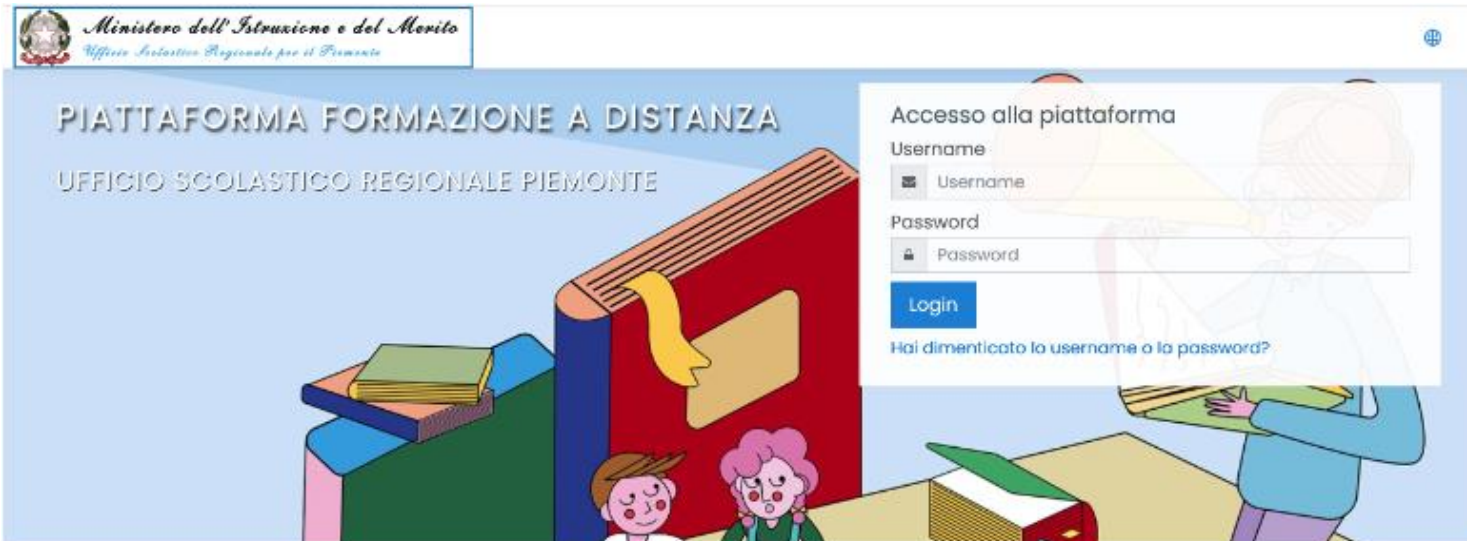 Ministero dell'Istruzione e del Merito
Ufficio Scolastico Regionale per il Piemonte
PIATTAFORMA FORMAZIONE A DISTANZA
UFFICIO SCOLASTICO REGIONALE PIEMONTE
Accesso alla piattaforma
Username
Username
Password
Password
Login
Hai dimenticato lo username o la password?